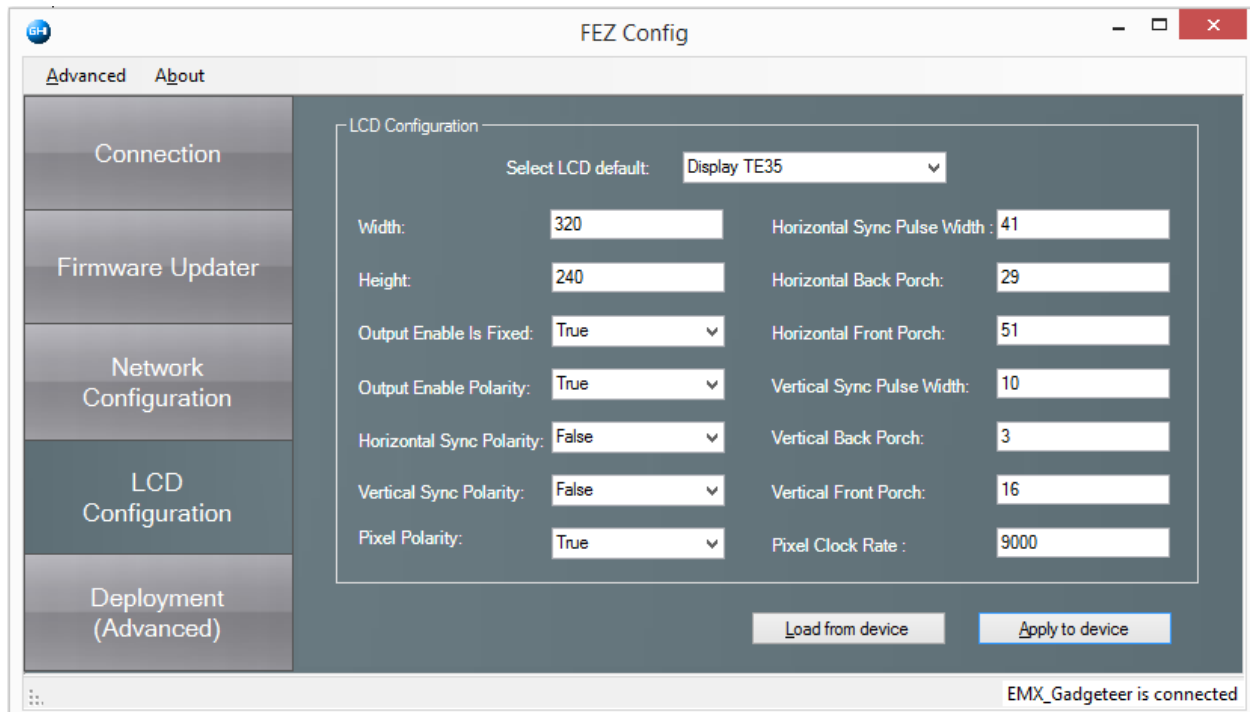 GHI
FEZ Config
Advanced About
Connection
Firmware Updater
Network
Configuration
LCD
Configuration
Deployment
(Advanced)
LCD Configuration
Select LCD default: Display TE35
Width: 320
Height: 240
Output Enable Is Fixed: True
Output Enable Polarity: True
Horizontal Sync Polarity: False
Vertical Sync Polarity: False
Pixel Polarity: True
Horizontal Sync Pulse Width : 41
Horizontal Back Porch: 29
Horizontal Front Porch: 51
Vertical Sync Pulse Width: 10
Vertical Back Porch: 3
Vertical Front Porch: 16
Pixel Clock Rate : 9000
Load from device
Apply to device
EMX_Gadgeteer is connected